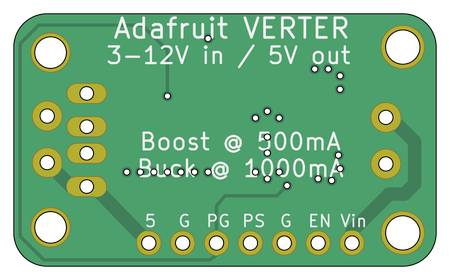 Adafruit VERTER
3-12V in / 5V out
Boost @ 500mA
Buck @ 1000mA
5 G PG PS G EN Vin